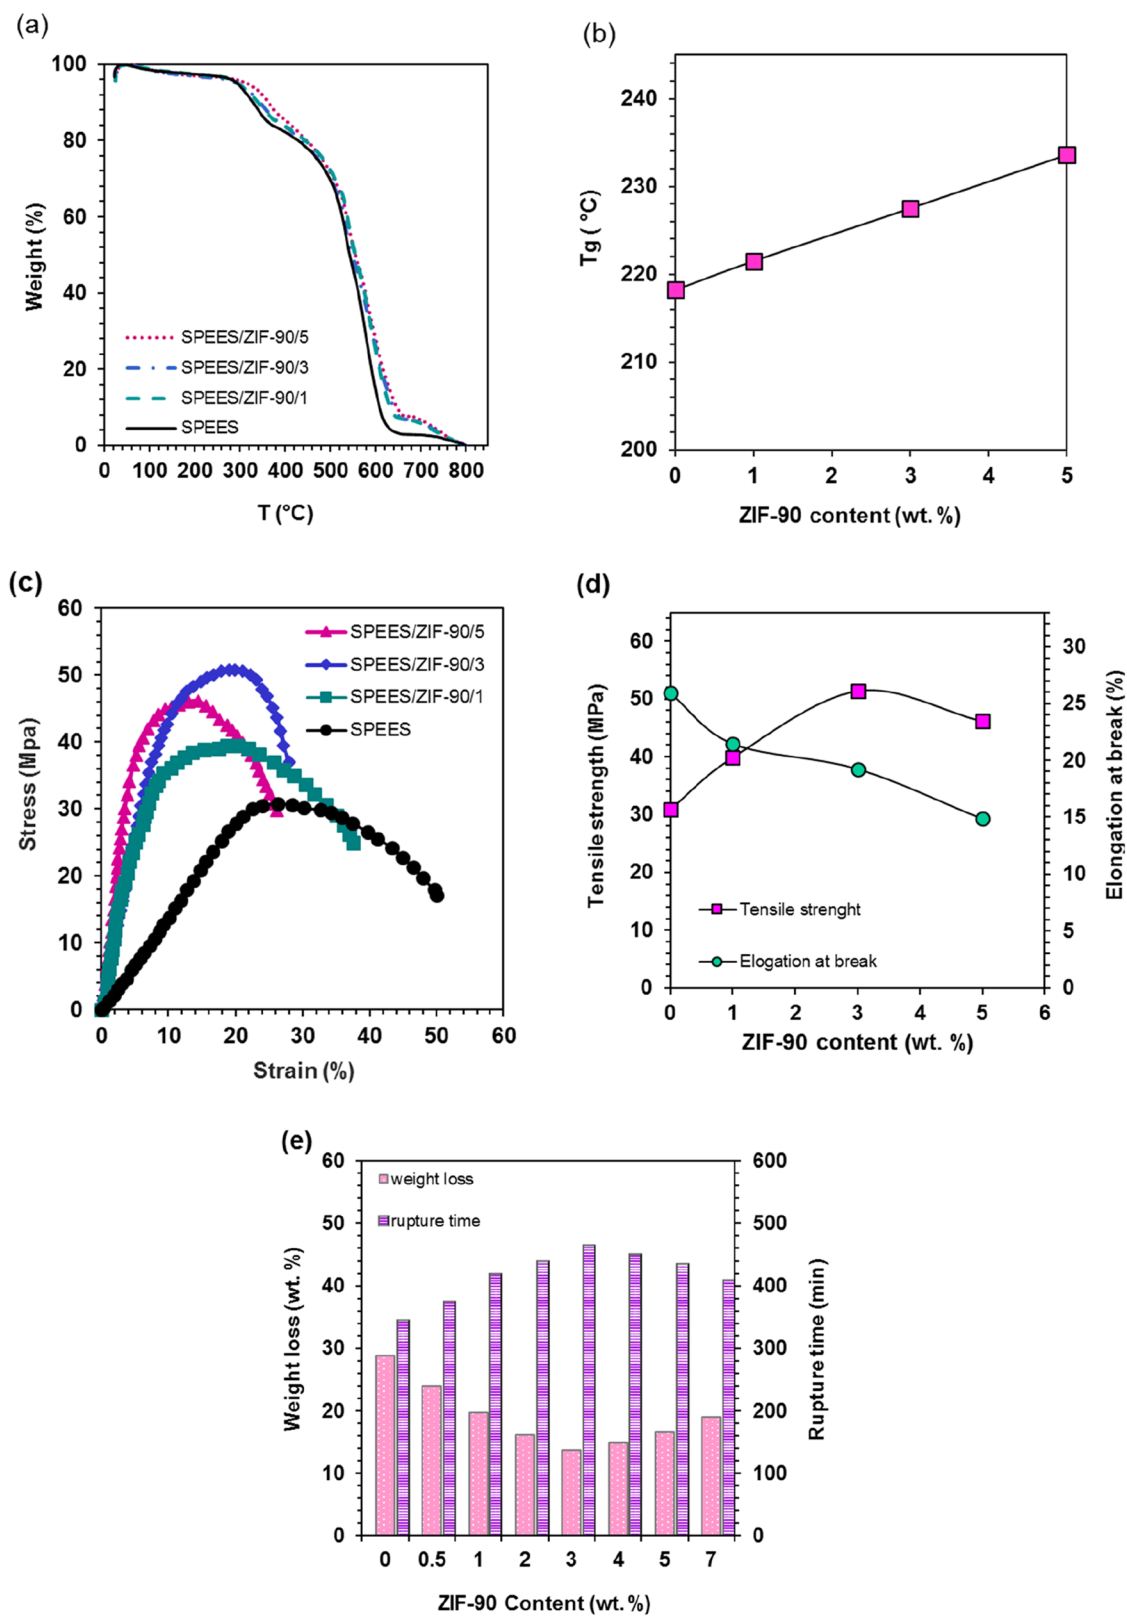 (a)
100
80
60
40
20
0
Weight (%)
SPEES/ZIF-90/5
SPEES/ZIF-90/3
SPEES/ZIF-90/1
SPEES
0 100 200 300 400 500 600 700 800
T (°C)
(b)
240
230
220
210
200
Tg ( °C)
0 1 2 3 4 5
ZIF-90 content (wt. %)
(c)
60
50
40
30
20
10
0
Stress (Mpa)
SPEES/ZIF-90/5
SPEES/ZIF-90/3
SPEES/ZIF-90/1
SPEES
0 10 20 30 40 50 60
Strain (%)
(d)
60
50
40
30
20
10
0
Tensile strength (MPa)
30
25
20
15
10
5
0
Elongation at break (%)
Tensile strenght
Elogation at break
0 1 2 3 4 5 6
ZIF-90 content (wt. %)
(e)
60
50
40
30
20
10
0
Weight loss (wt. %)
weight loss
rupture time
600
500
400
300
200
100
0
Rupture time (min)
0 0.5 1 2 3 4 5 7
ZIF-90 Content (wt. %)